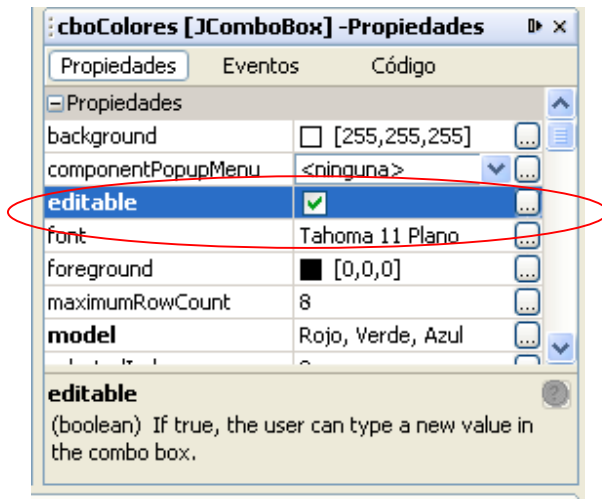 cboColores [JComboBox] -Propiedades
Propiedades Eventos Código
Propiedades
background [255,255,255] ...
componentPopupMenu <ninguna> ...
editable ...
font Tahoma 11 Plano ...
foreground [0,0,0] ...
maximumRowCount 8 ...
model Rojo, Verde, Azul ...
editable
(boolean) If true, the user can type a new value in
the combo box.